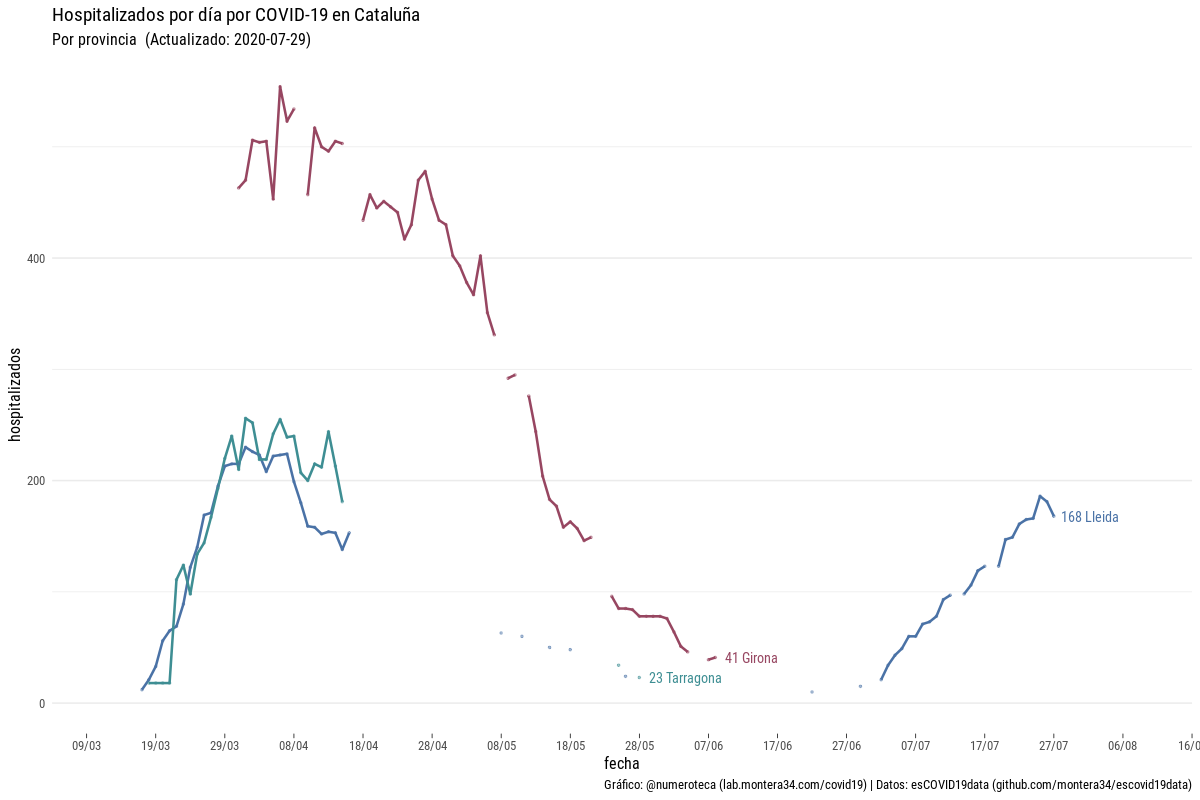 Hospitalizados por día por COVID-19 en Cataluña
Por provincia  (Actualizado: 2020-07-29)
hospitalizados
400
200
0
168 Lleida
41 Girona
23 Tarragona
09/03 19/03 29/03 08/04 18/04 28/04 08/05 18/05 28/05 07/06 17/06 27/06 07/07 17/07 27/07 06/08 16/0
fecha
Gráfico: @numeroteca (lab.montera34.com/covid19) | Datos: esCOVID19data (github.com/montera34/escovid19data)